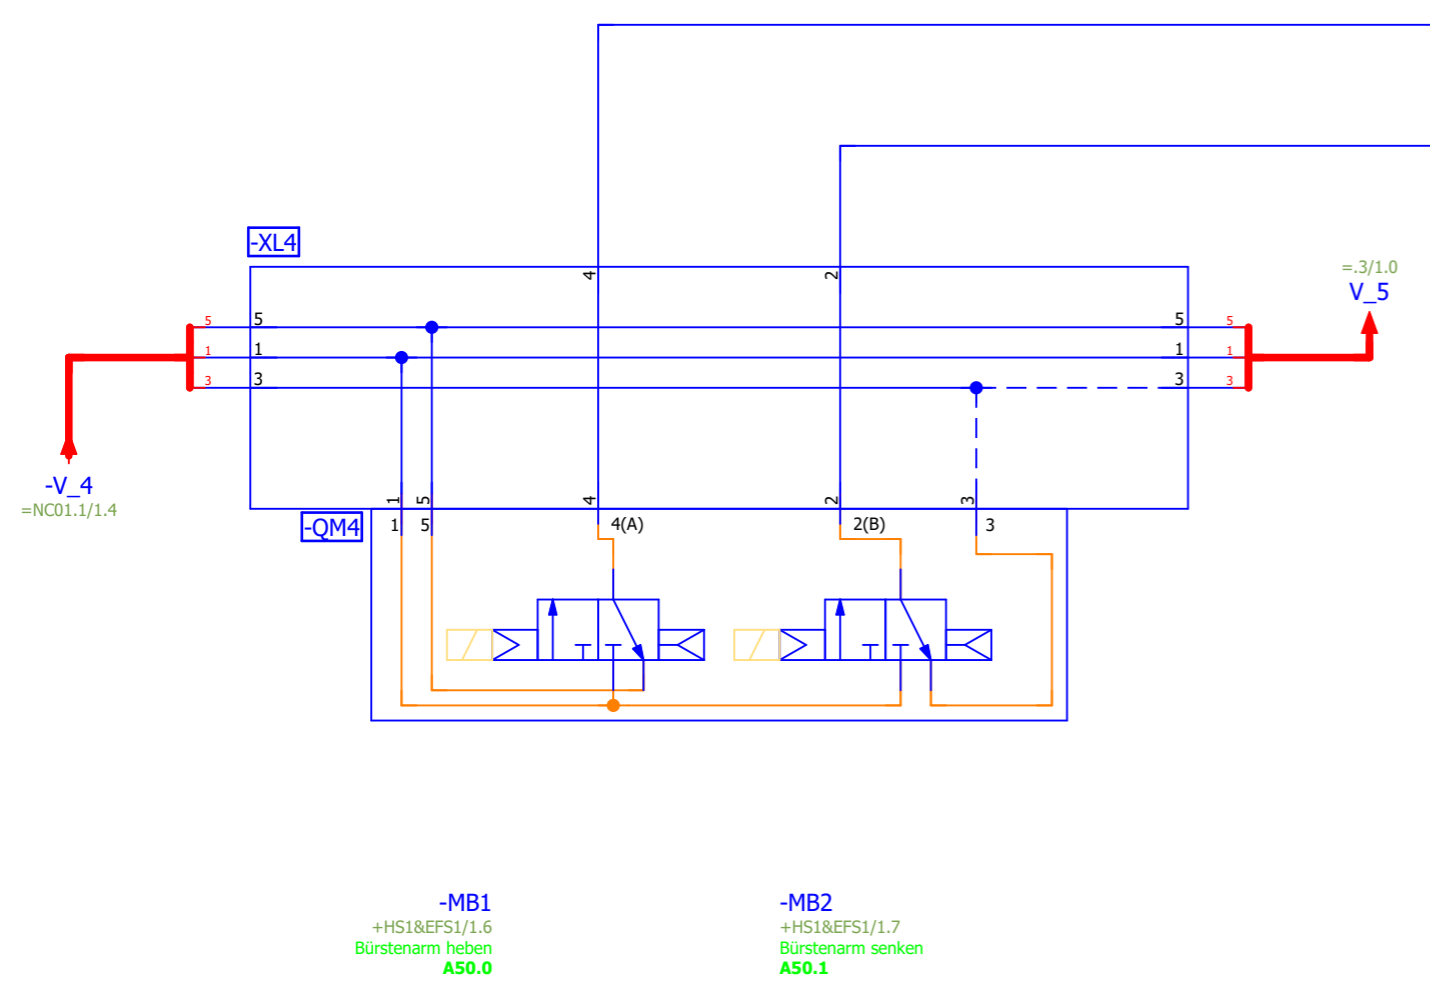 -XL4
4
2
=.3/1.0
V_5
5
5
5
5
1
1
1
1
3
3
3
3
-V_4
=NC01.1/1.4
1
5
4
2
3
-QM4
1
5
4(A)
2(B)
3
-MB1
+HS1&EFS1/1.6
Bürstenarm heben
A50.0
-MB2
+HS1&EFS1/1.7
Bürstenarm senken
A50.1